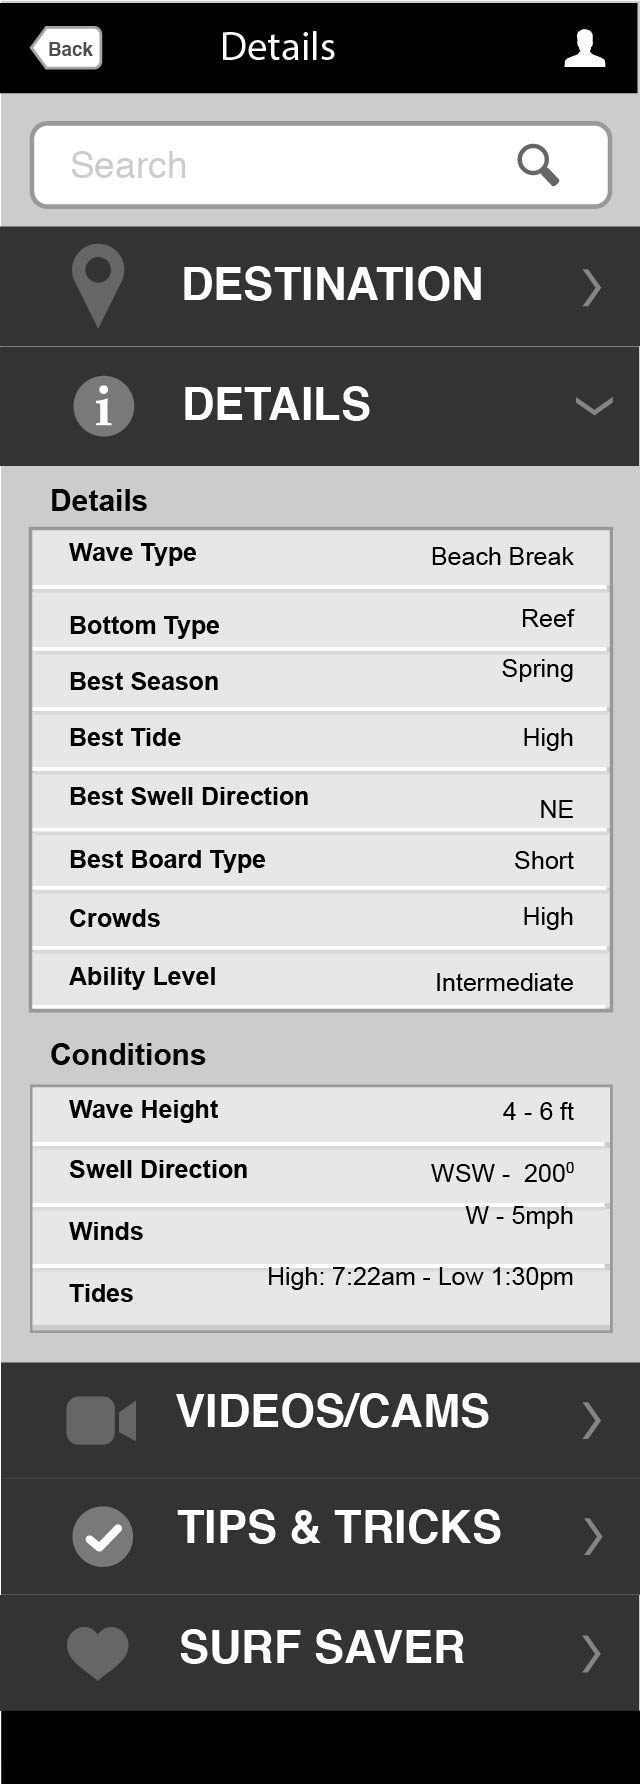 Back Details
Search
DESTINATION
DETAILS
Details
Wave Type Beach Break
Bottom Type Reef
Best Season Spring
Best Tide High
Best Swell Direction NE
Best Board Type Short
Crowds High
Ability Level Intermediate
Conditions
Wave Height 4 - 6 ft
Swell Direction WSW - 200⁰
Winds W - 5mph
Tides High: 7:22am - Low 1:30pm
VIDEOS/CAMS
TIPS & TRICKS
SURF SAVER